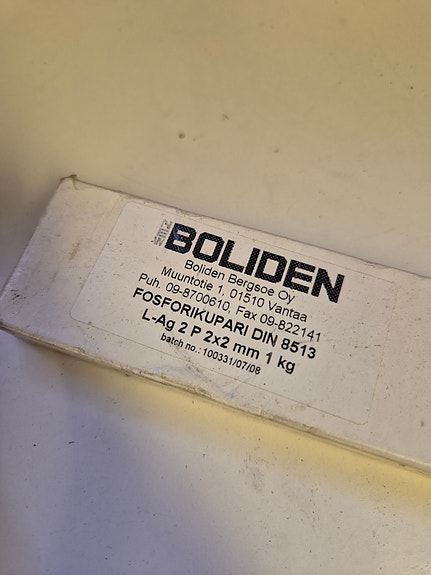 BOLIDEN
Boliden Bergsoe Oy
Muuntotie 1, 01510 Vantaa
Puh. 09-8700610, Fax 09-822141
FOSFORIKUPARI DIN 8513
L-Ag 2 P 2x2 mm 1 kg
batch no.: 100331/07/08